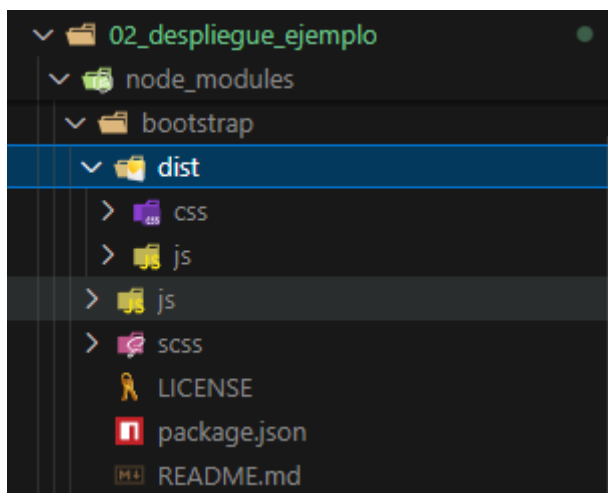 02_despliegue_ejemplo
node_modules
bootstrap
dist
css
js
js
scss
LICENSE
package.json
README.md